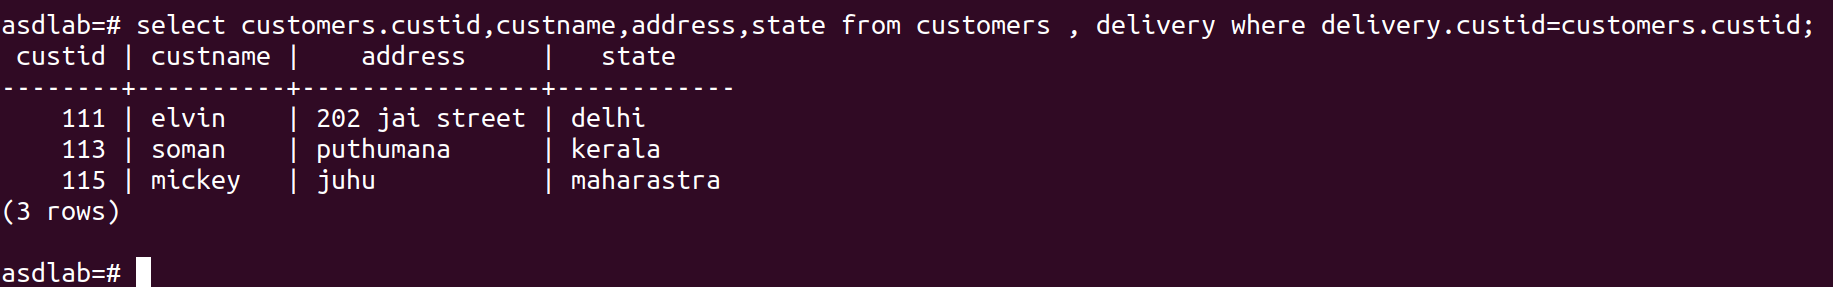 asdlab=# select customers.custid,custname,address,state from customers , delivery where delivery.custid=customers.custid;
 custid | custname |    address     |   state
--------+----------+----------------+------------
    111 | elvin    | 202 jai street | delhi
    113 | soman    | puthumana      | kerala
    115 | mickey   | juhu           | maharastra
(3 rows)

asdlab=#